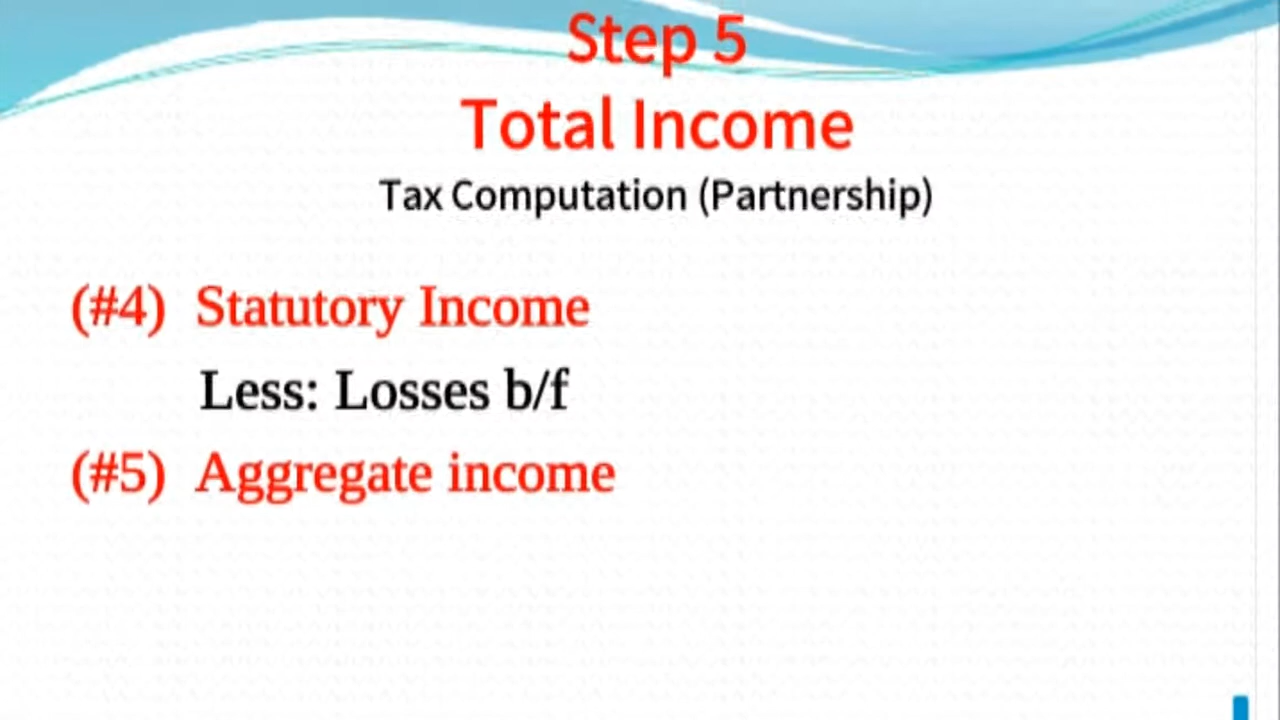 Step 5
Total Income
Tax Computation (Partnership)
(#4) Statutory Income
Less: Losses b/f
(#5) Aggregate income